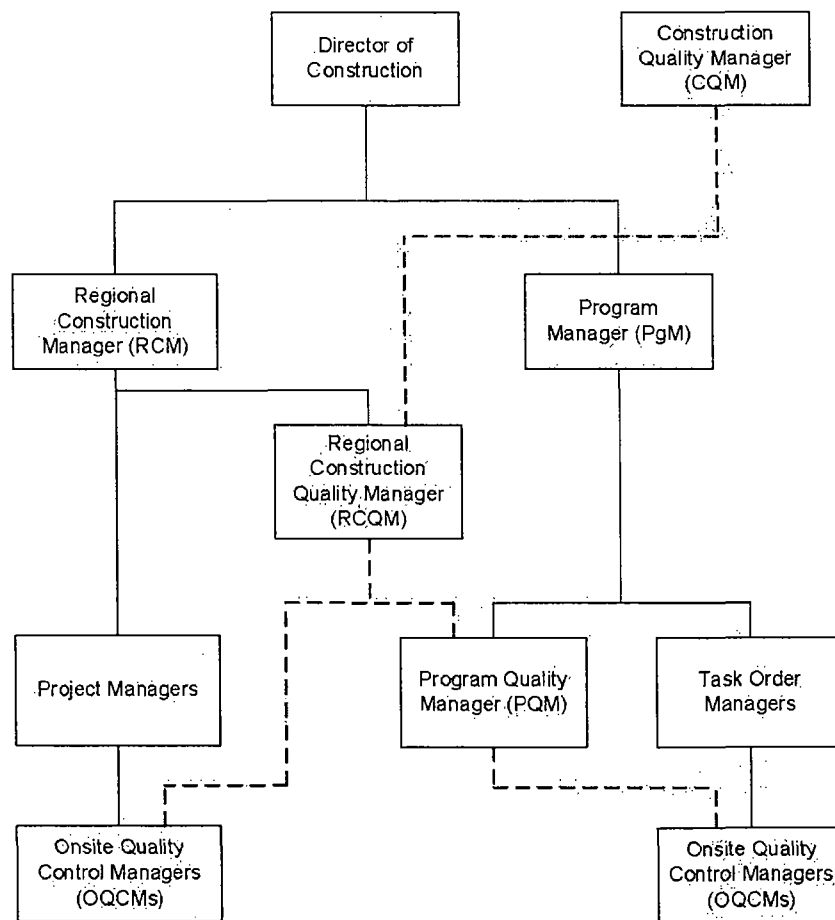 Director of
Construction
Construction
Quality Manager
(CQM)
Regional
Construction
Manager (RCM)
Program
Manager (PgM)
Regional
Construction
Quality Manager
(RCQM)
Project Managers
Program Quality
Manager (PQM)
Task Order
Managers
Onsite Quality
Control Managers
(OQCMs)
Onsite Quality
Control Managers
(OQCMs)